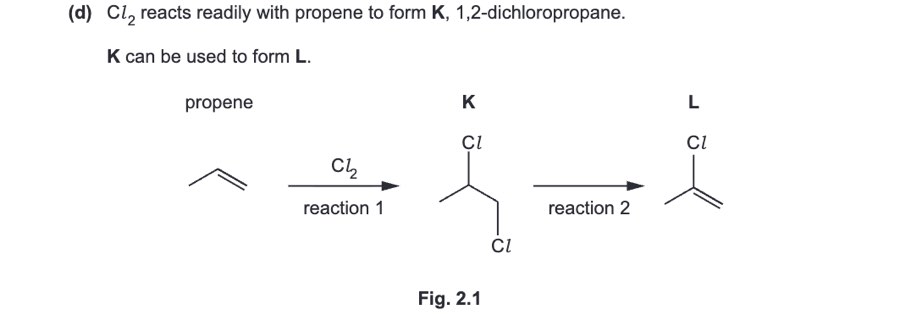 (d) Cl₂ reacts readily with propene to form K, 1,2-dichloropropane.
K can be used to form L.
propene
K
L
Cl
Cl
Cl₂
reaction 1
reaction 2
Cl
Fig. 2.1